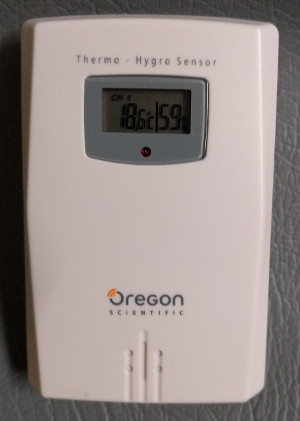 Thermo - Hygro Sensor
CH 1
18.6°C 59%
OREGON
SCIENTIFIC